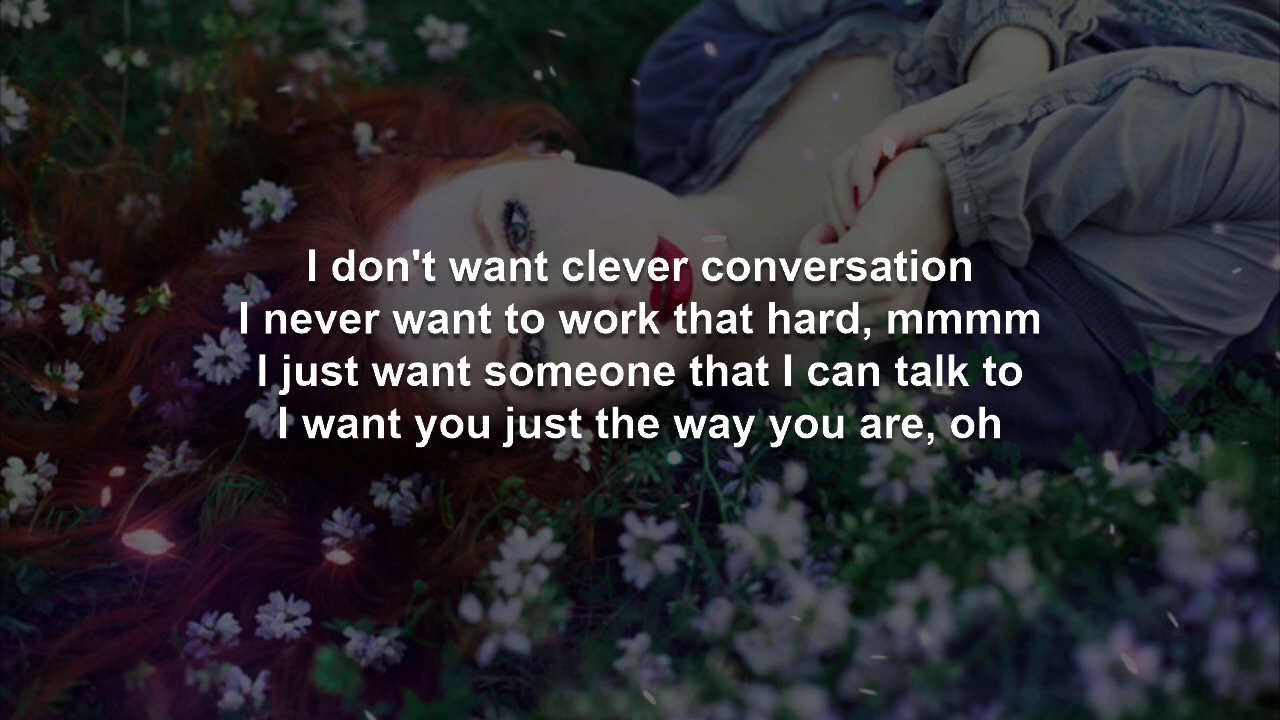 I don't want clever conversation
I never want to work that hard, mmmm
I just want someone that I can talk to
I want you just the way you are, oh